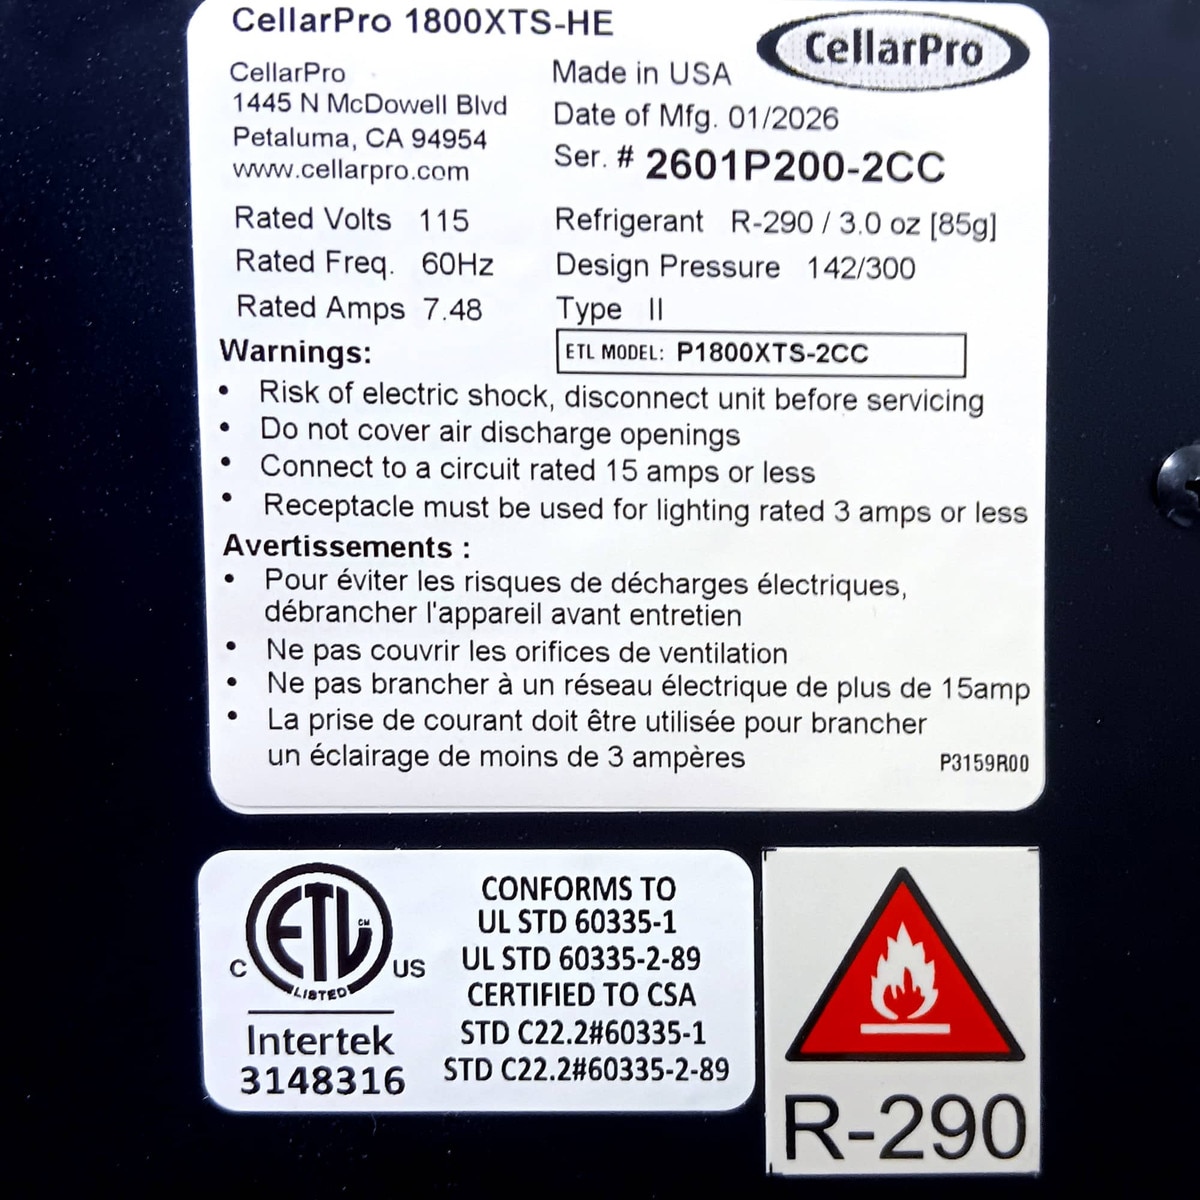 CellarPro 1800XTS-HE
CellarPro
CellarPro
1445 N McDowell Blvd
Petaluma, CA 94954
www.cellarpro.com
Made in USA
Date of Mfg. 01/2026
Ser. # 2601P200-2CC
Rated Volts 115
Rated Freq. 60Hz
Rated Amps 7.48
Refrigerant R-290 / 3.0 oz [85g]
Design Pressure 142/300
Type II
ETL MODEL: P1800XTS-2CC
Warnings:
• Risk of electric shock, disconnect unit before servicing
• Do not cover air discharge openings
• Connect to a circuit rated 15 amps or less
• Receptacle must be used for lighting rated 3 amps or less
Avertissements :
• Pour éviter les risques de décharges électriques,
débrancher l'appareil avant entretien
• Ne pas couvrir les orifices de ventilation
• Ne pas brancher à un réseau électrique de plus de 15amp
• La prise de courant doit être utilisée pour brancher
un éclairage de moins de 3 ampères
P3159R00
ETL CM
LISTED
C US
Intertek
3148316
CONFORMS TO
UL STD 60335-1
UL STD 60335-2-89
CERTIFIED TO CSA
STD C22.2#60335-1
STD C22.2#60335-2-89
R-290